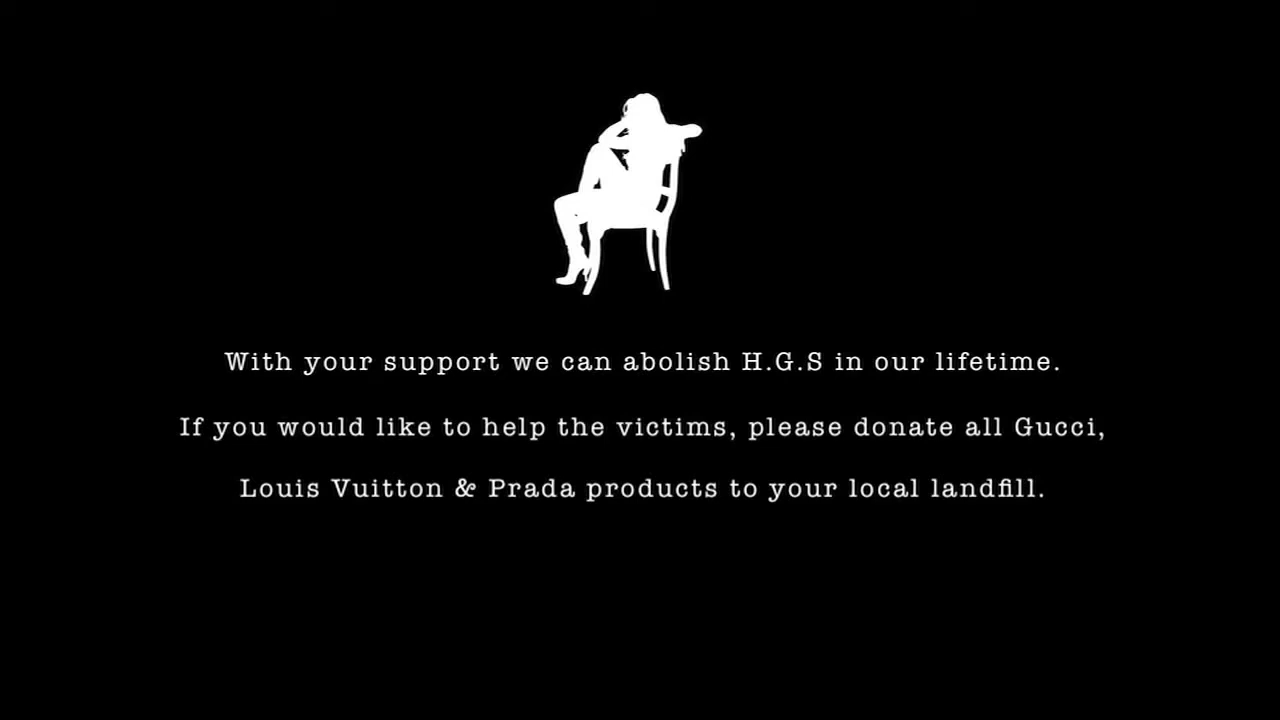 With your support we can abolish H.G.S in our lifetime.
If you would like to help the victims, please donate all Gucci,
Louis Vuitton & Prada products to your local landfill.